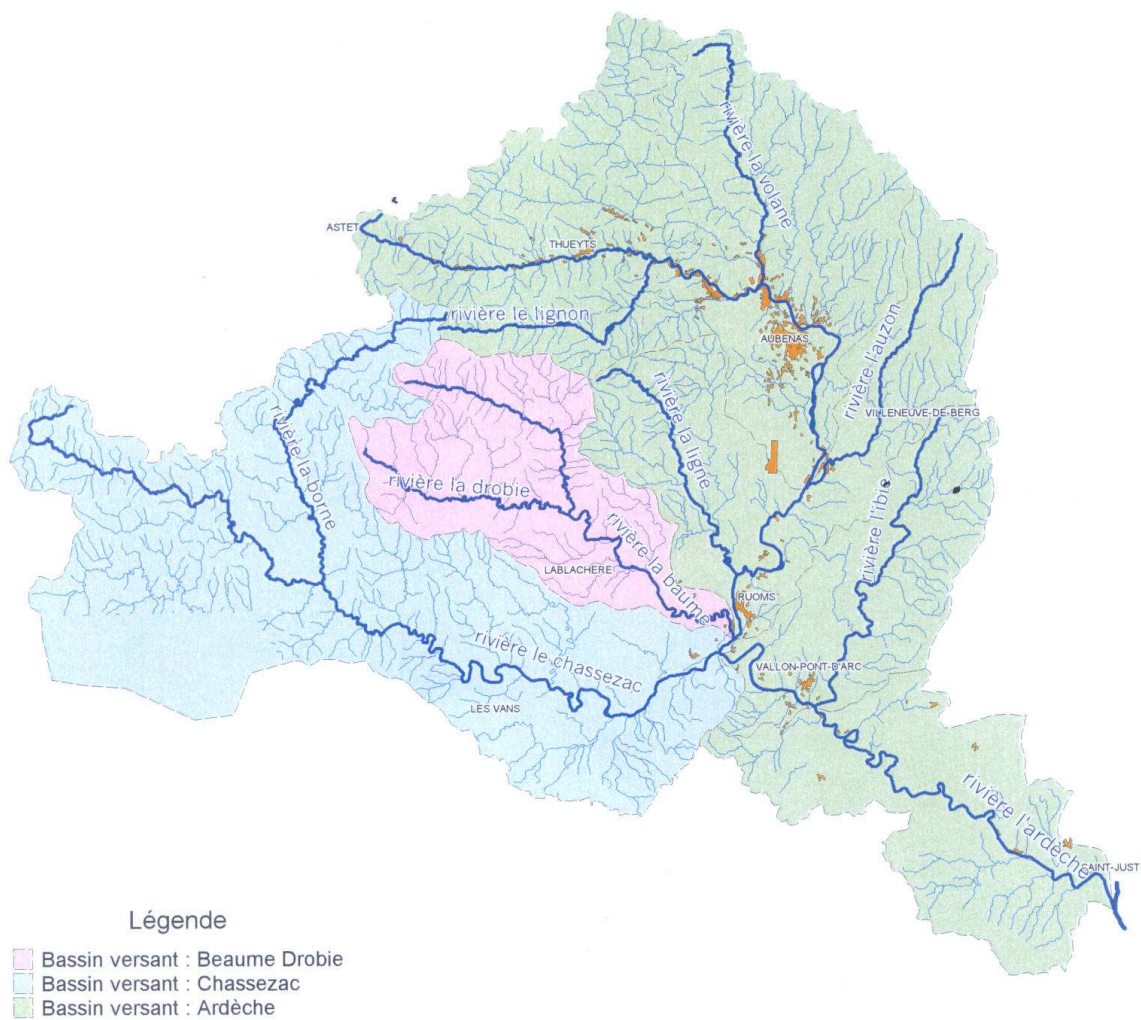 rivière la volane
ASTET
THUEYTS
rivière le lignon
AUBENAS
rivière l'auzon
VILLENEUVE-DE-BERG
rivière la ligne
rivière la borne
rivière la drobie
rivière l'ibie
rivière la baume
LABLACHERE
RUOMS
rivière le chassezac
VALLON-PONT-D'ARC
LES VANS
rivière l'ardèche
SAINT-JUST
Légende
Bassin versant : Beaume Drobie
Bassin versant : Chassezac
Bassin versant : Ardèche